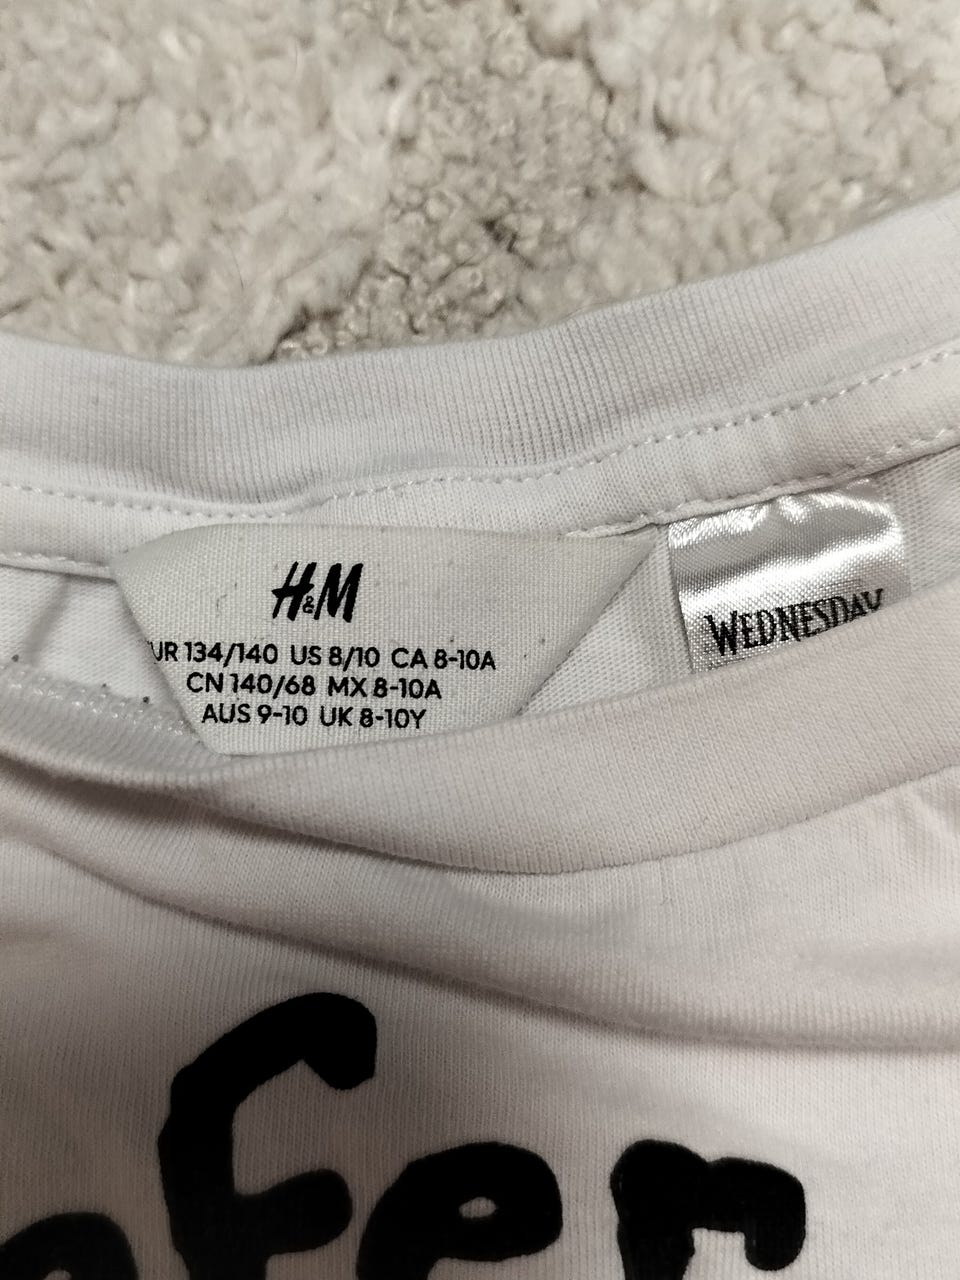 H&M
UR 134/140 US 8/10 CA 8-10A
CN 140/68 MX 8-10A
AUS 9-10 UK 8-10Y
WEDNESDAY
efer